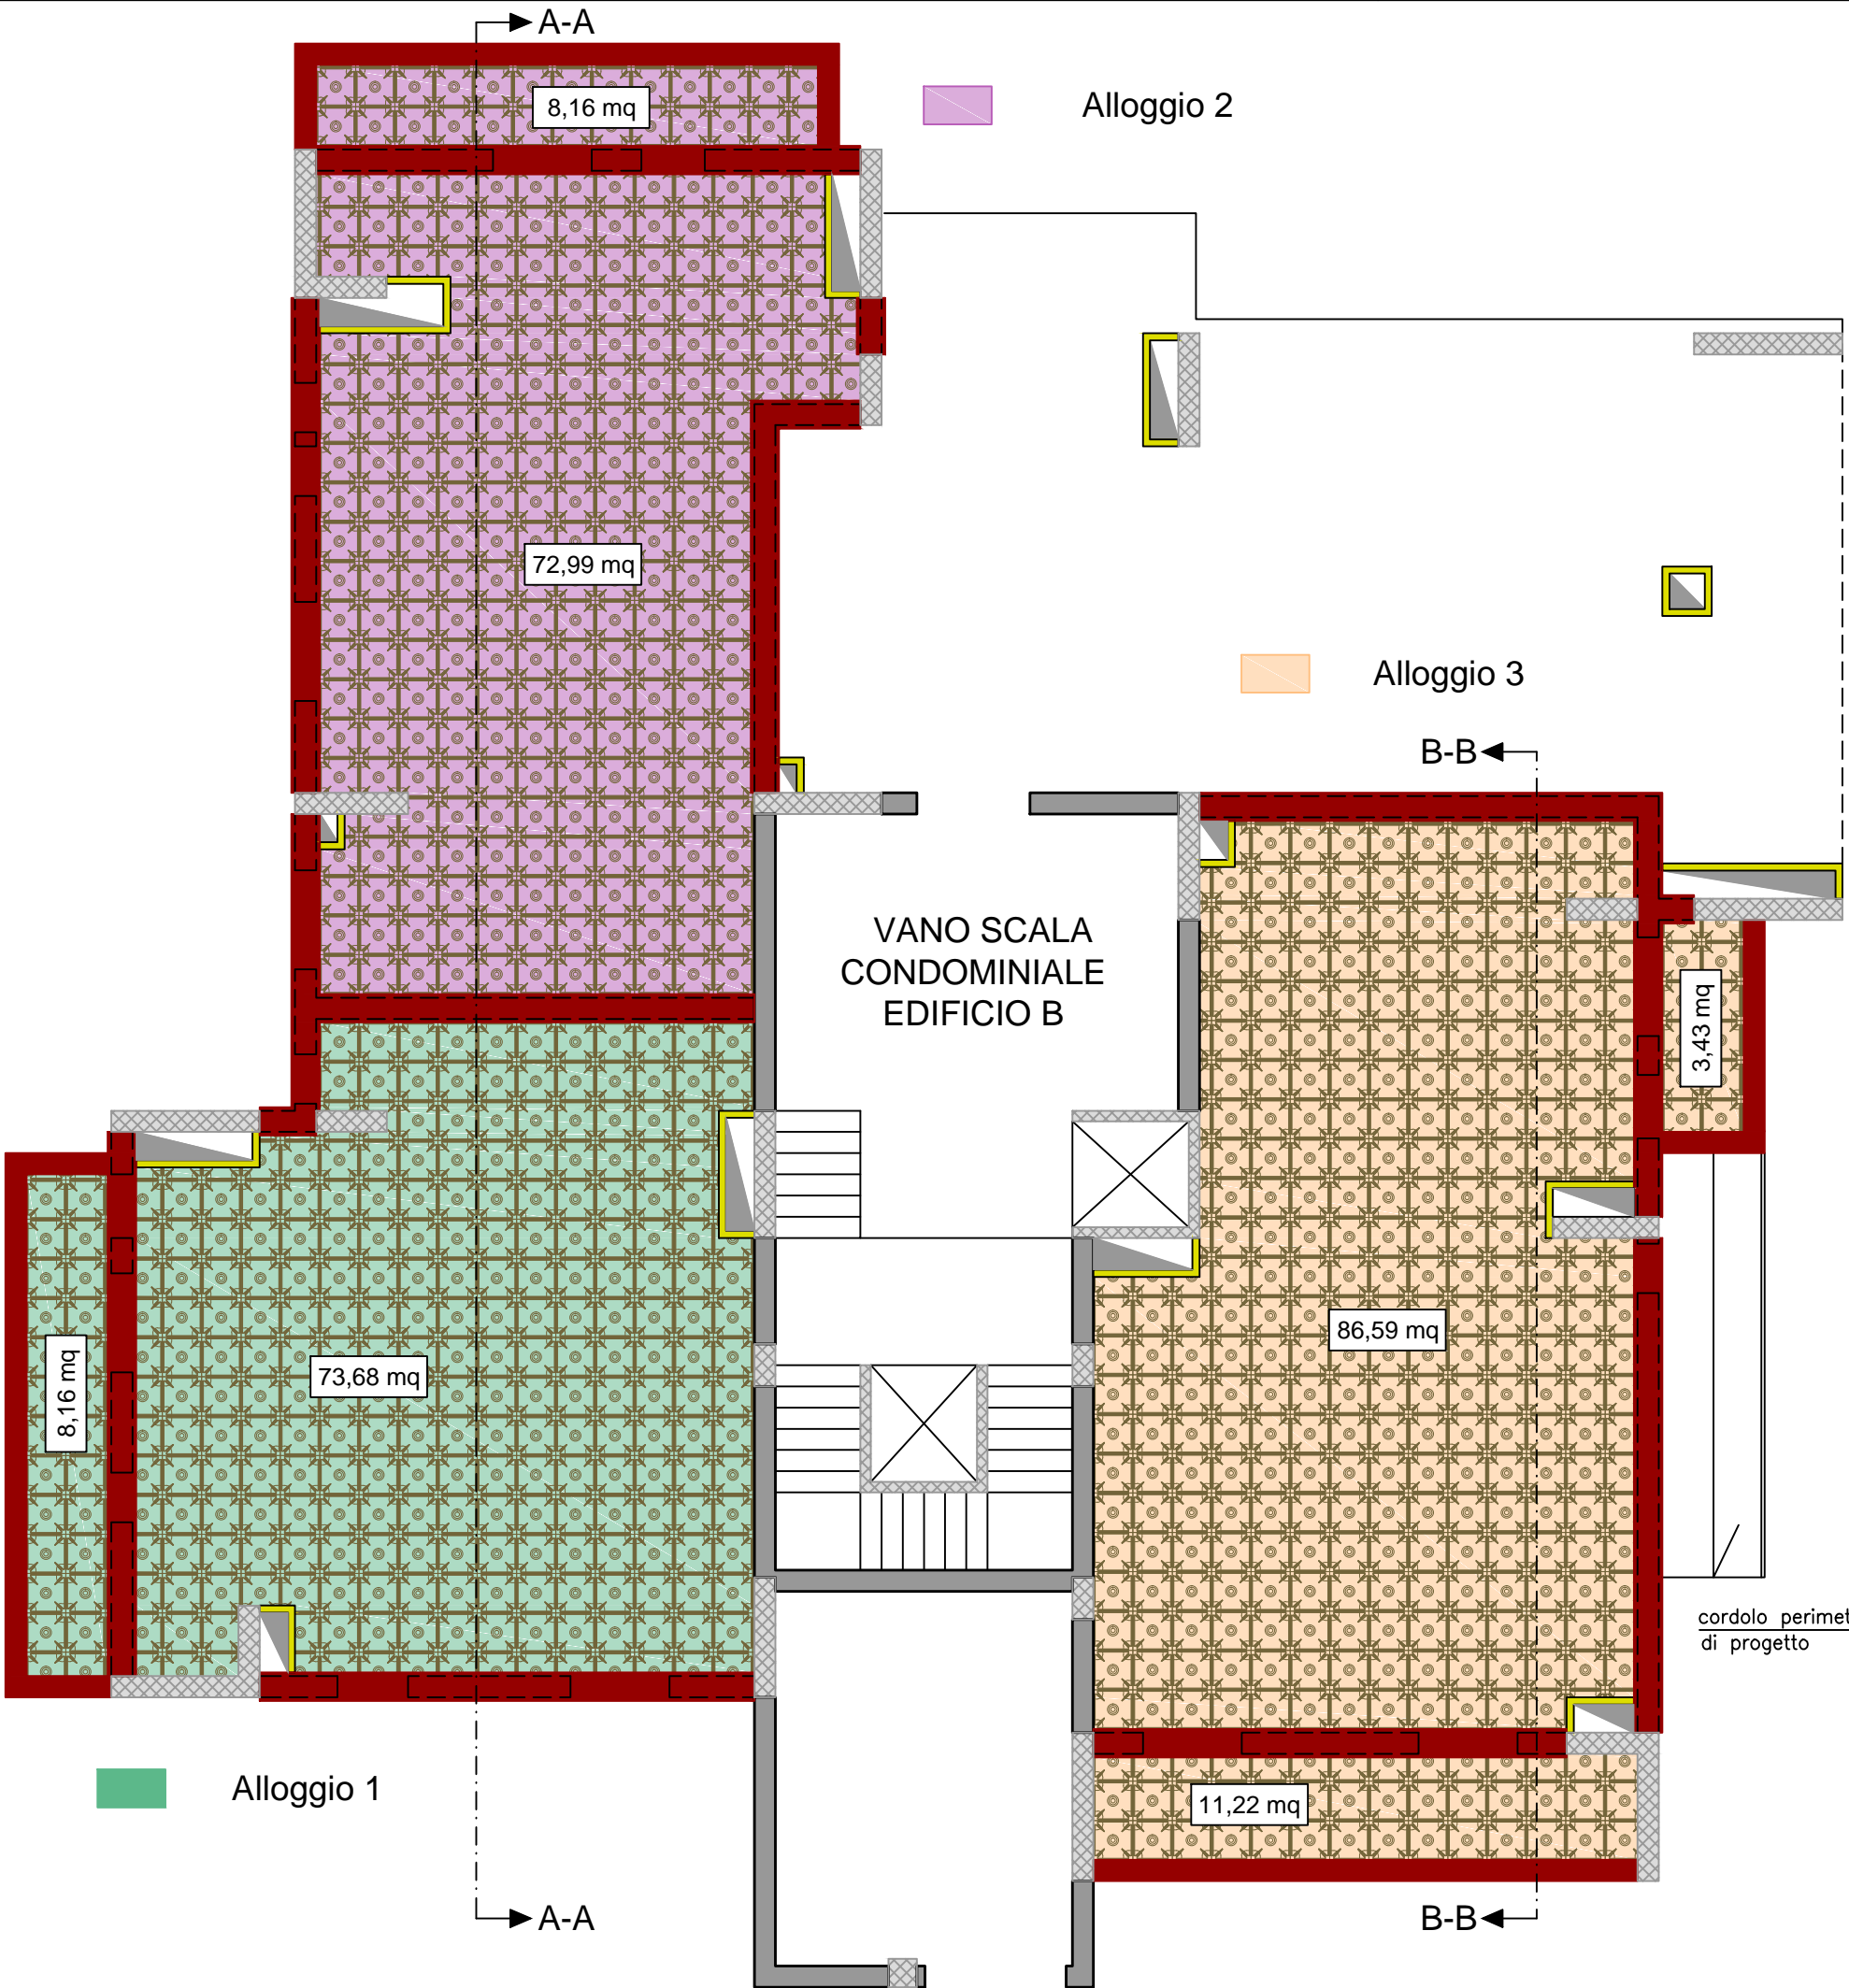 A-A
8,16 mq
Alloggio 2
72,99 mq
Alloggio 3
B-B
VANO SCALA
CONDOMINIALE
EDIFICIO B
3,43 mq
86,59 mq
73,68 mq
8,16 mq
cordolo perimet
di progetto
Alloggio 1
11,22 mq
A-A
B-B